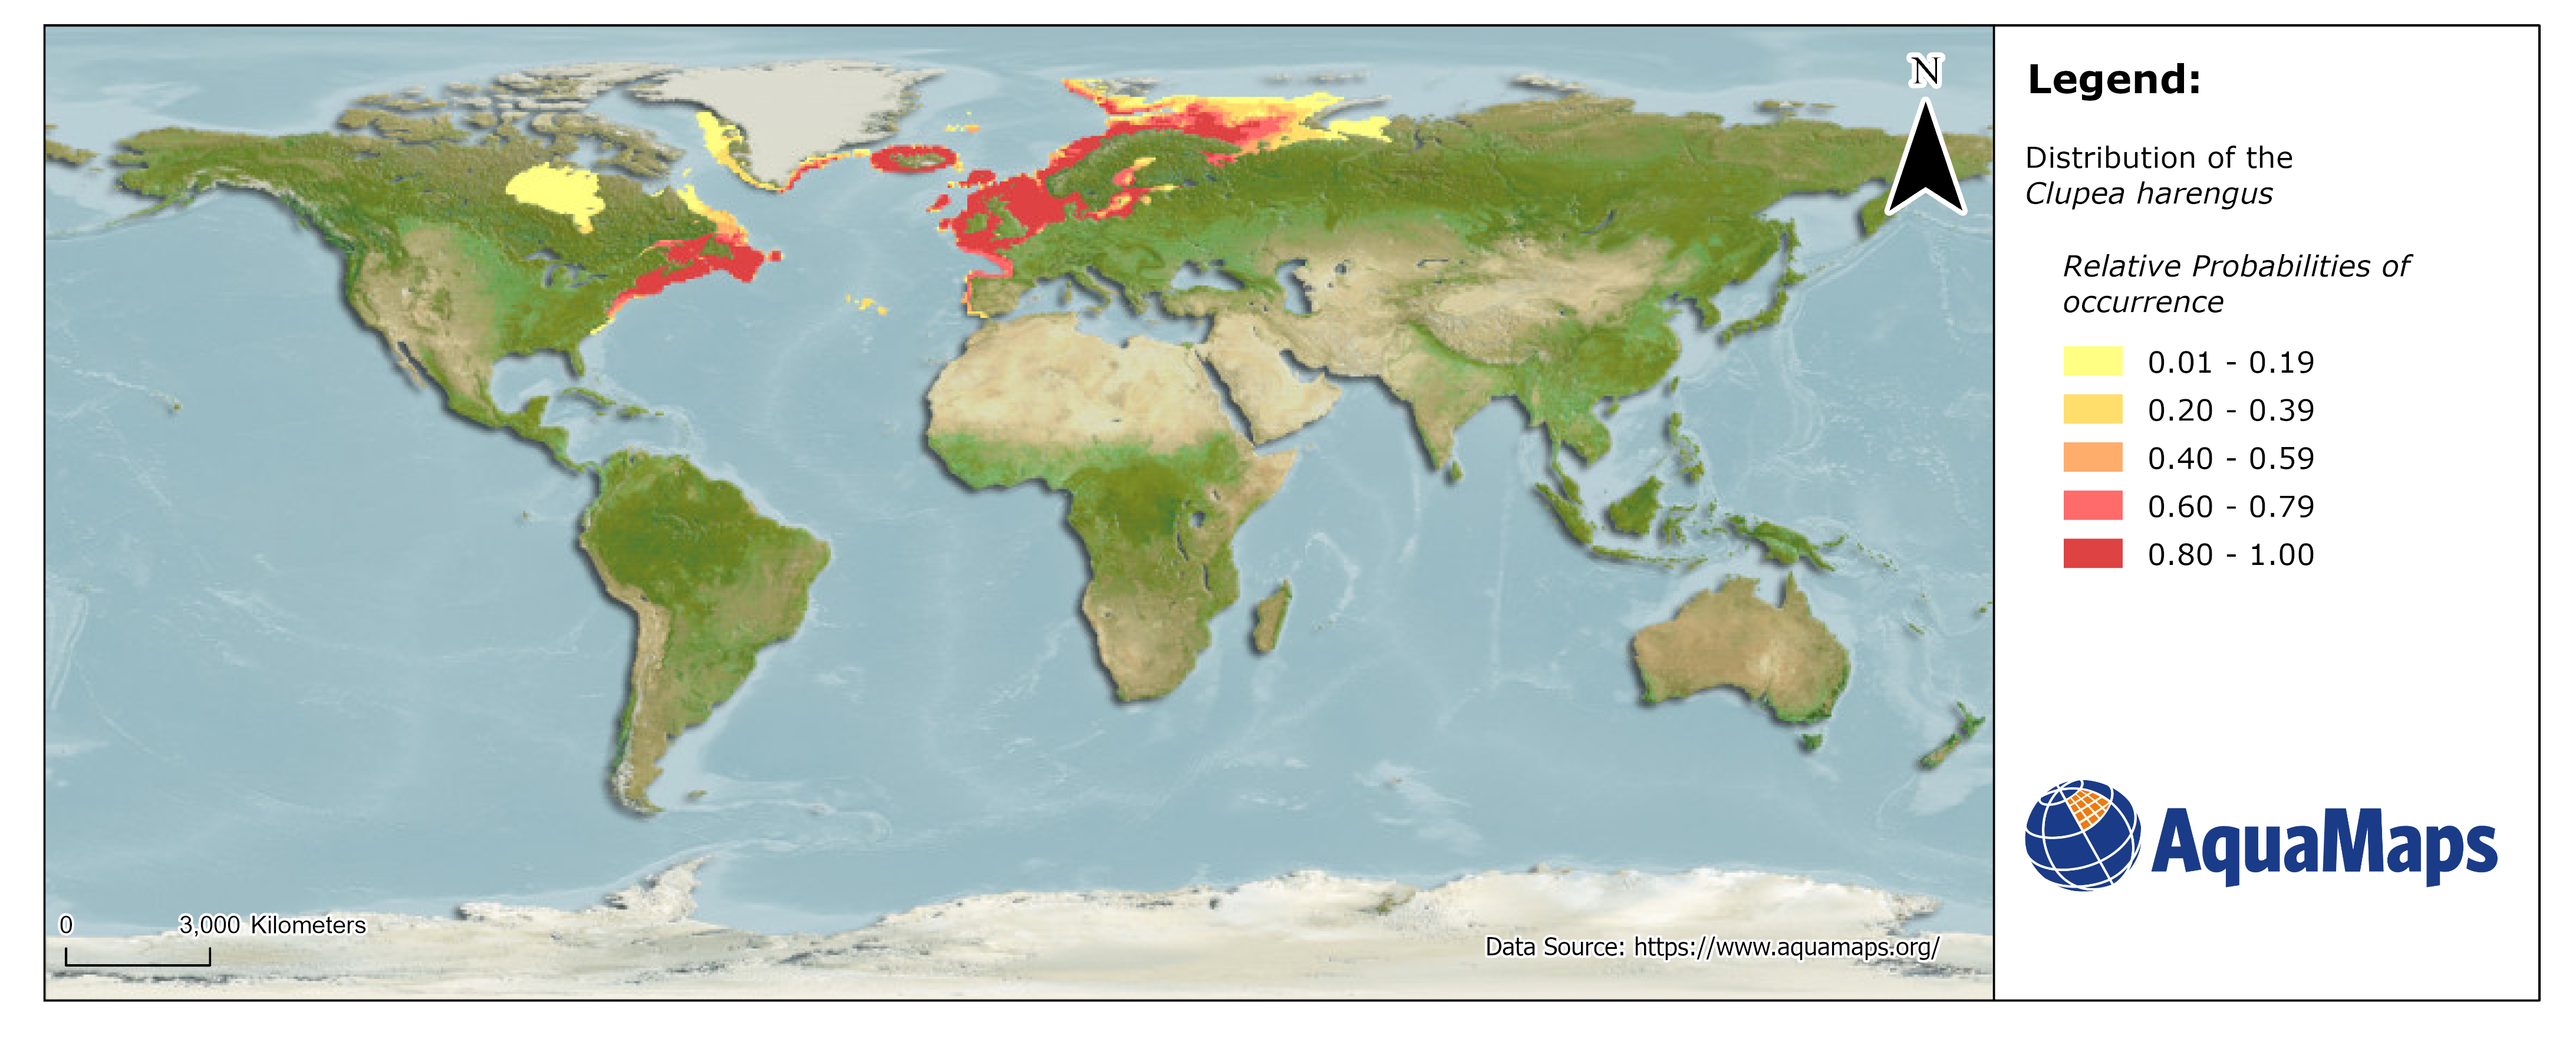 N
0
3,000 Kilometers
Data Source: https://www.aquamaps.org/
Legend:
Distribution of the
Clupea harengus
Relative Probabilities of
occurrence
0.01 - 0.19
0.20 - 0.39
0.40 - 0.59
0.60 - 0.79
0.80 - 1.00
AquaMaps